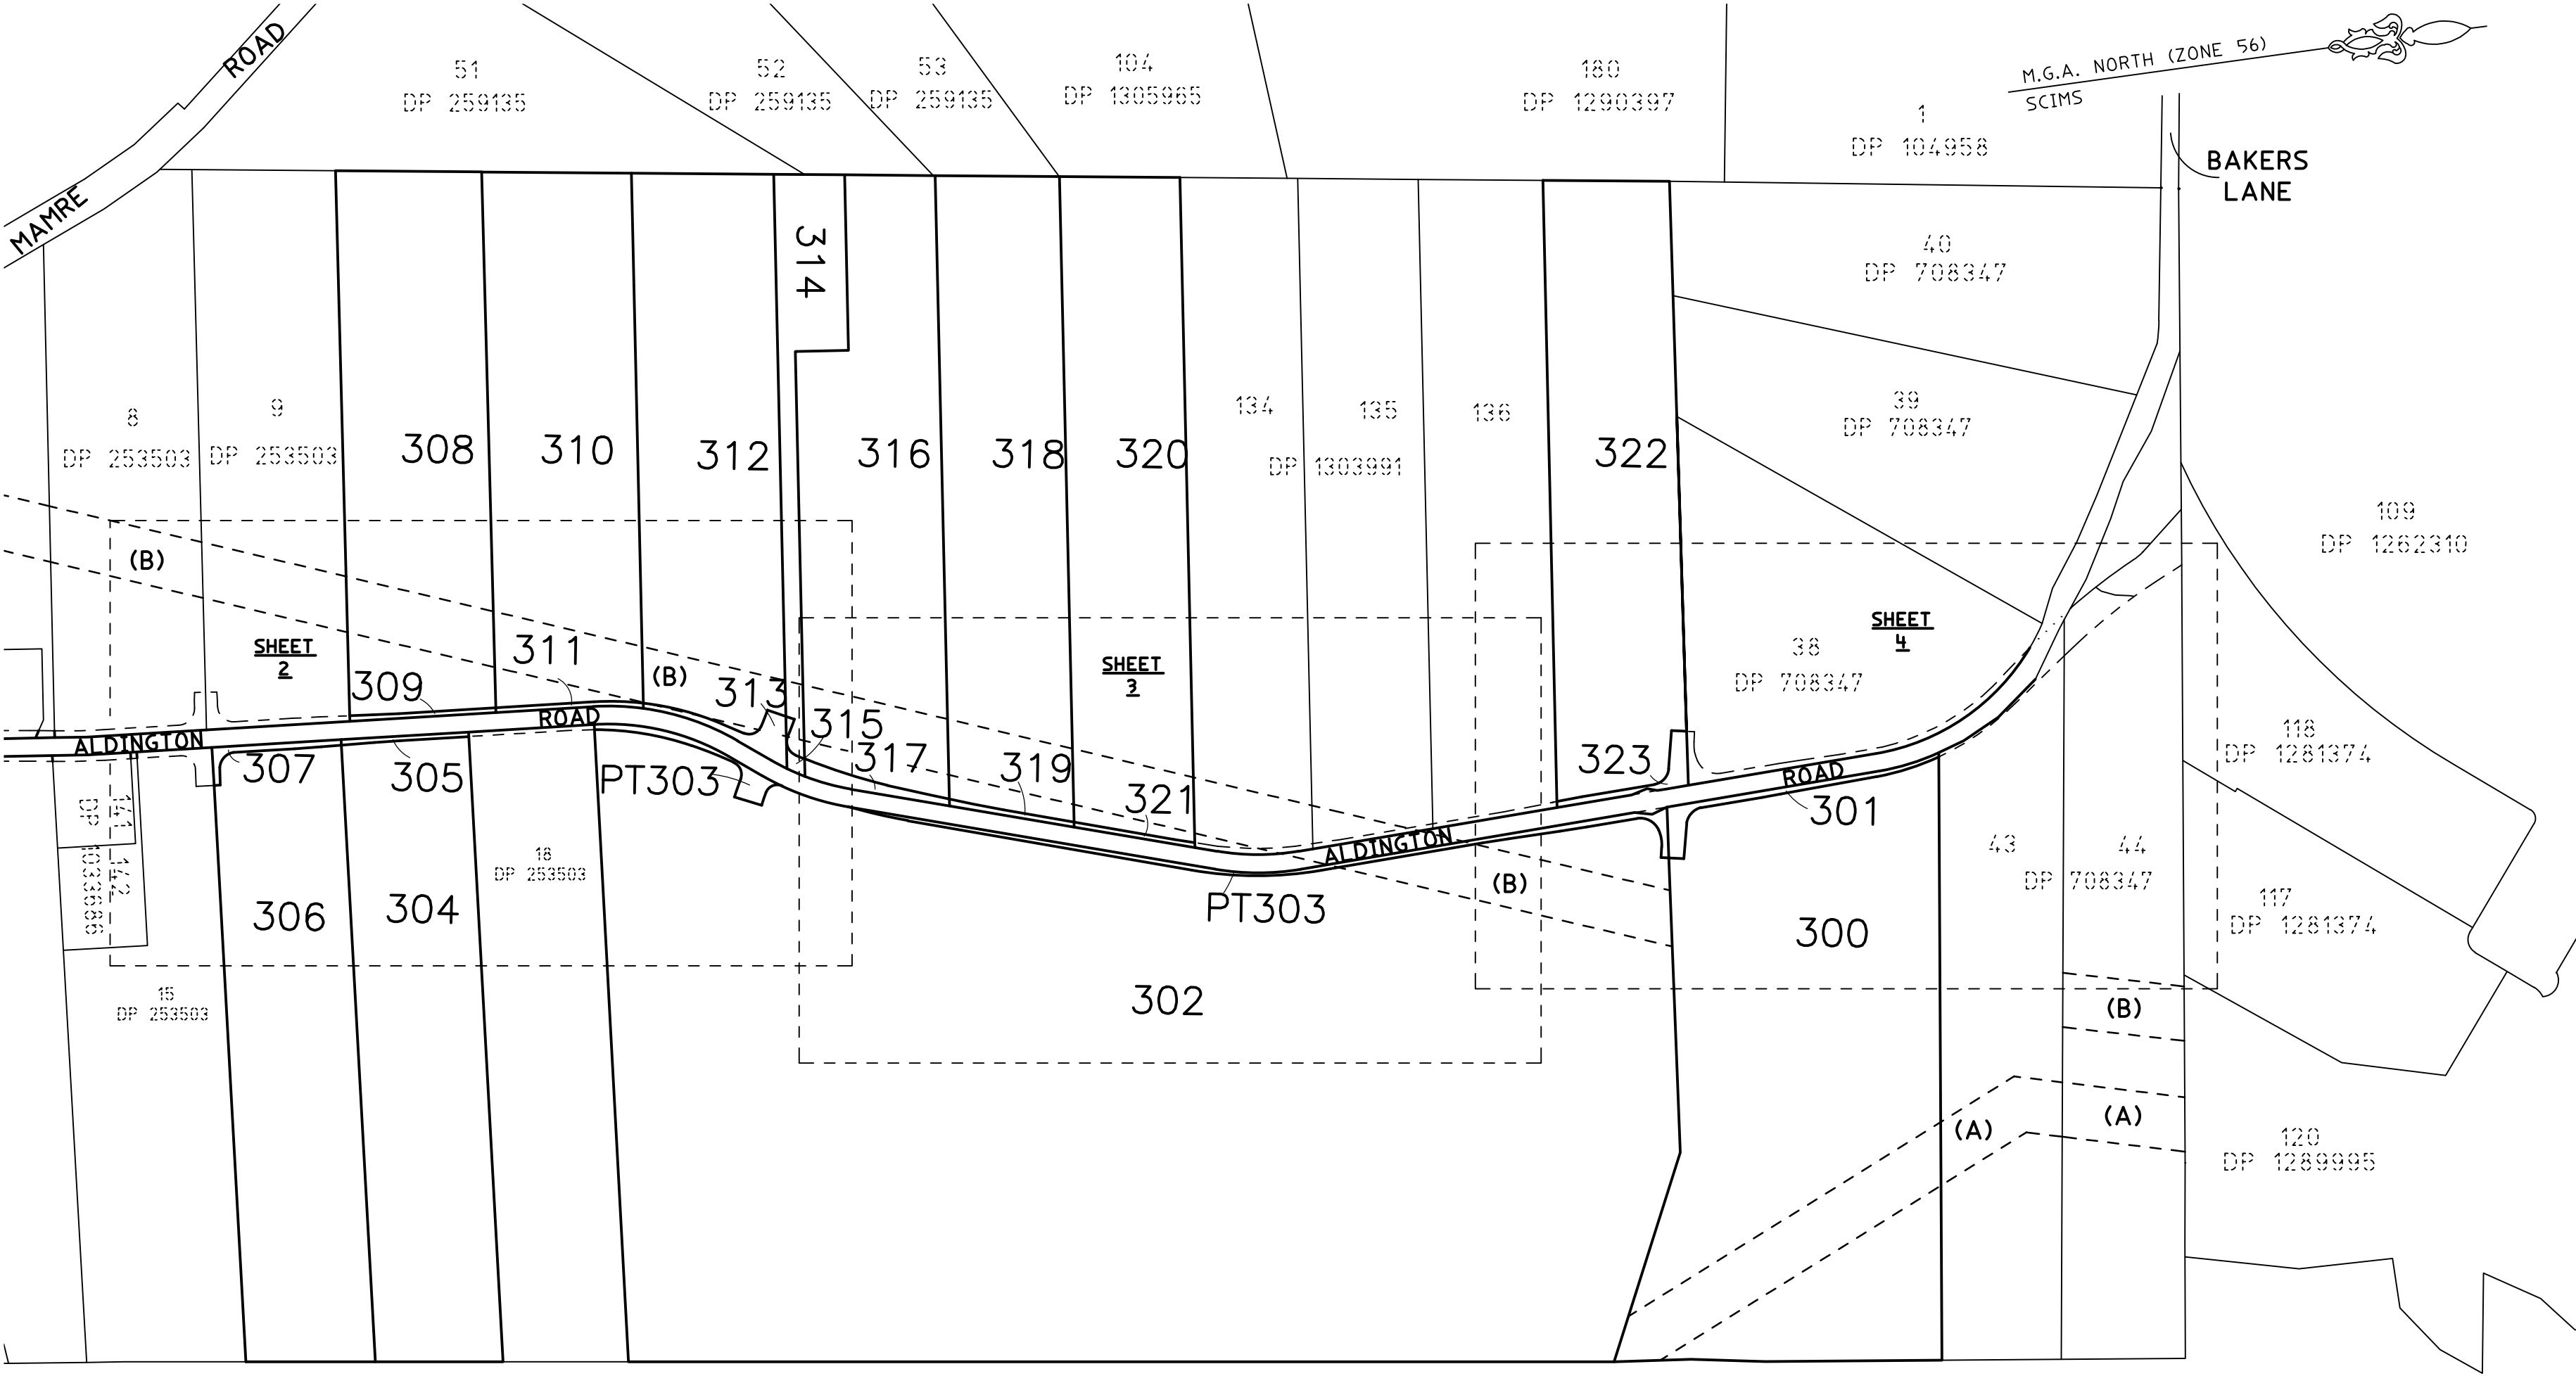 MAMRE
ROAD
51
DP 259135
52
DP 259135
53
DP 259135
104
DP 1305965
180
DP 1290397
1
DP 104958
M.G.A. NORTH (ZONE 56)
SCIMS
BAKERS
LANE
314
40
DP 708347
39
DP 708347
8
DP 253503
9
DP 253503
308
310
312
316
318
320
134
135
136
DP 1303991
322
109
DP 1262310
(B)
SHEET
2
311
309
(B)
313
315
317
319
321
SHEET
3
SHEET
4
38
DP 708347
323
ALDINGTON
ROAD
307
305
PT303
ALDINGTON
ROAD
301
118
DP 1281374
141
142
DP 1033686
306
304
18
DP 253503
PT303
(B)
300
43
44
DP 708347
117
DP 1281374
15
DP 253503
302
(B)
(A)
(A)
120
DP 1289995